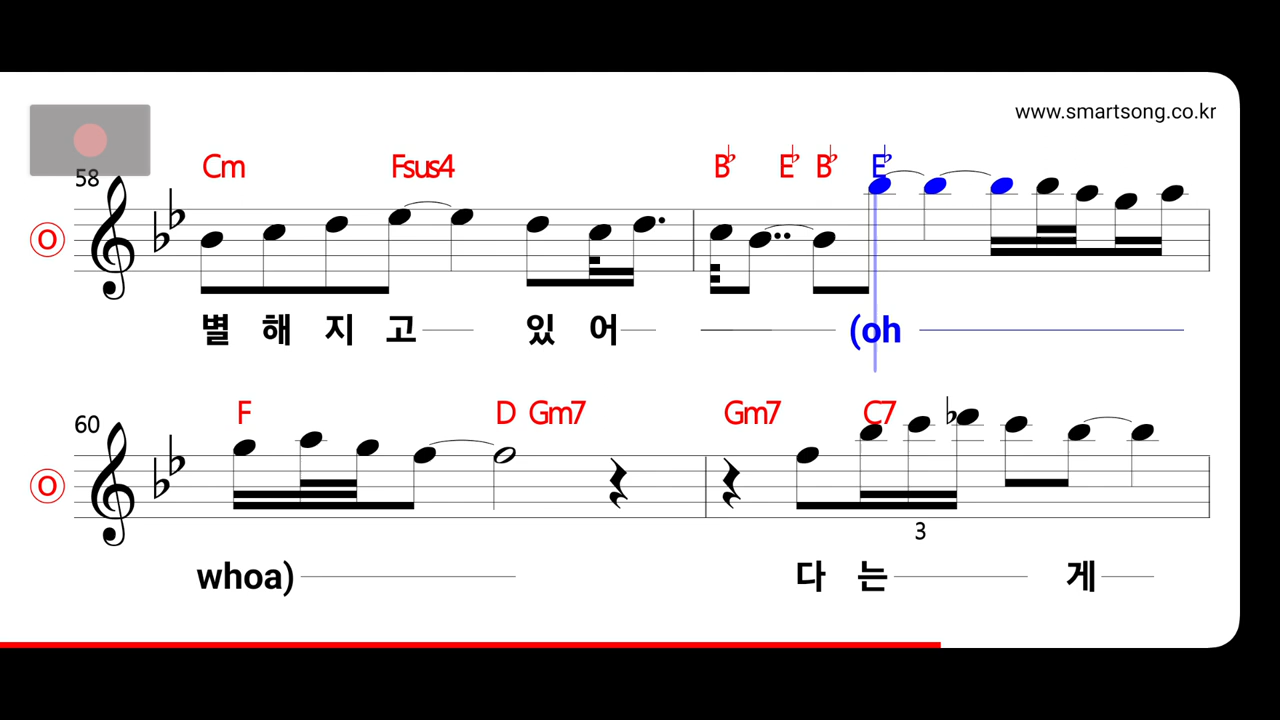 www.smartsong.co.kr
58 Cm Fsus4 B♭ E♭ B♭ E♭
O
별 해 지 고 있 어 (oh
60 F D Gm7 Gm7 C7
O
3
whoa) 다 는 게